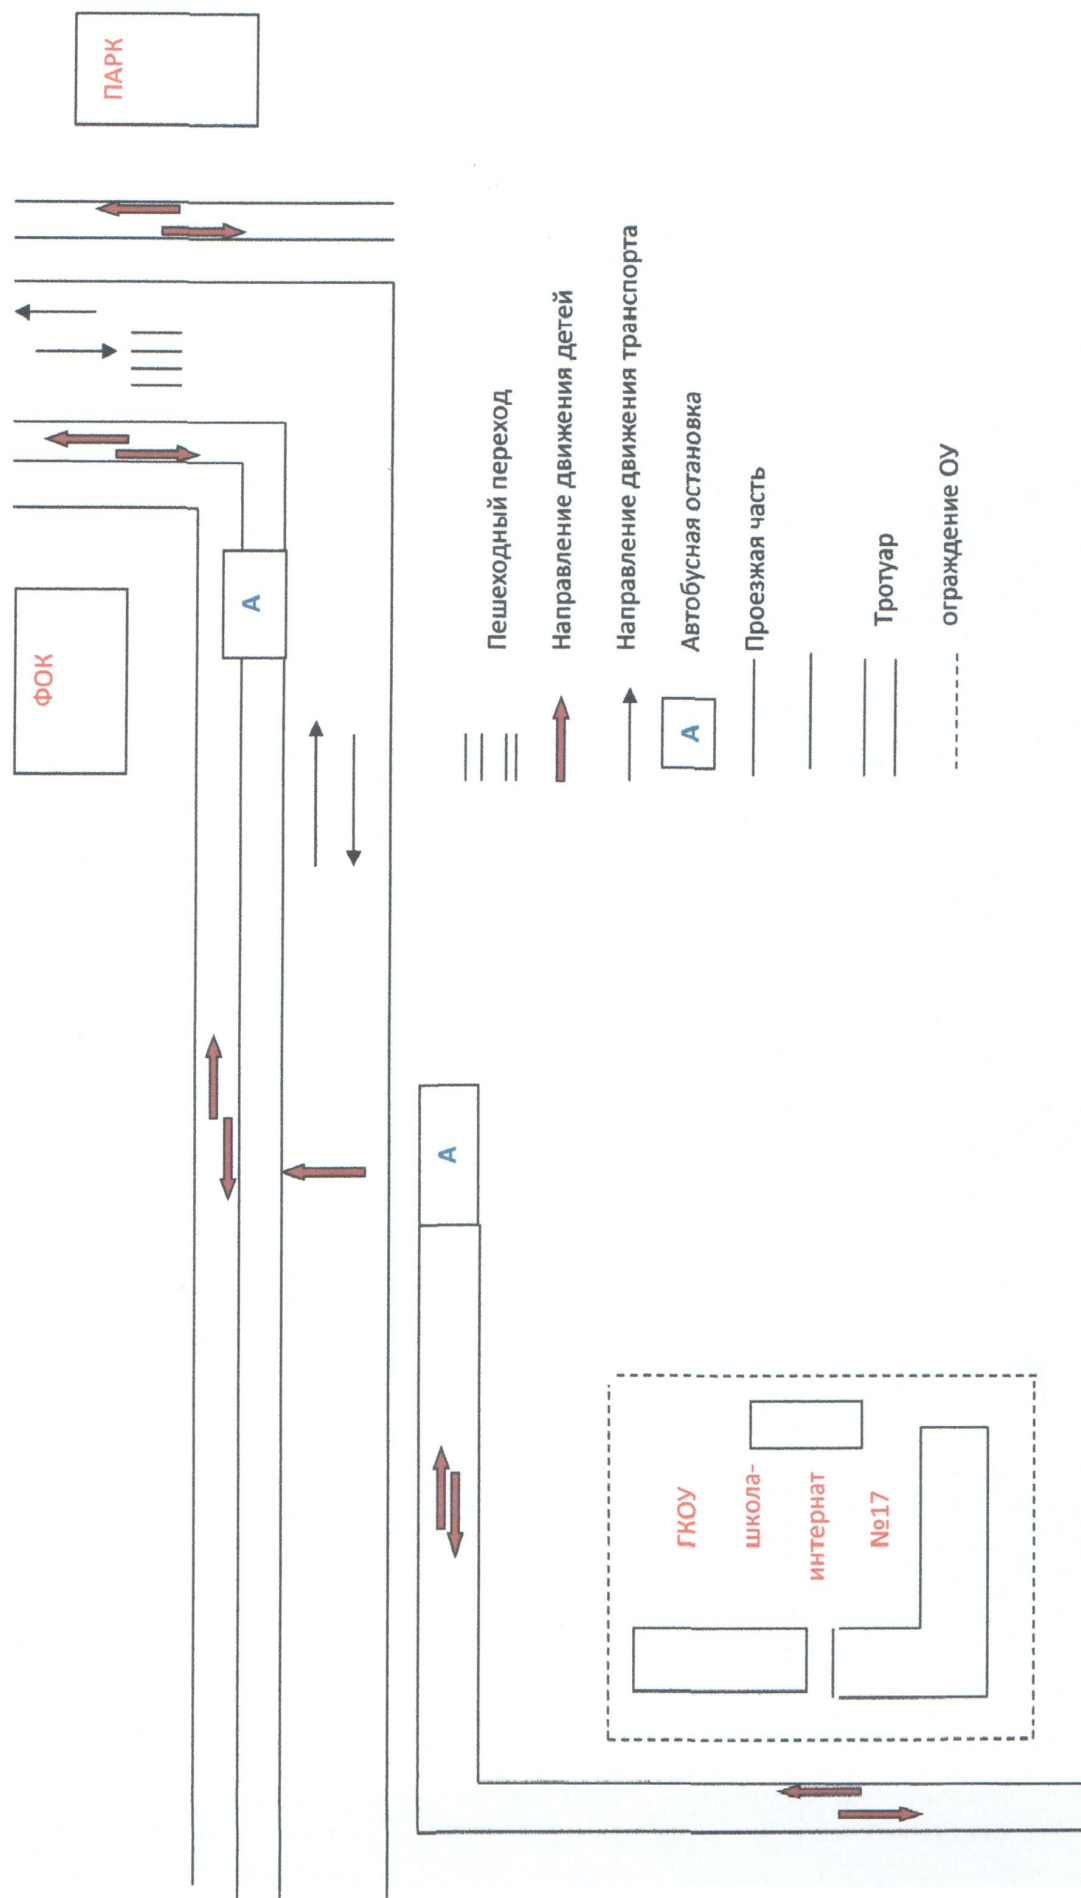 ПАРК
ФОК
А
А
ГКОУ
школа-
интернат
№17
Пешеходный переход
Направление движения детей
Направление движения транспорта
А
Автобусная остановка
Проезжая часть
Тротуар
ограждение ОУ